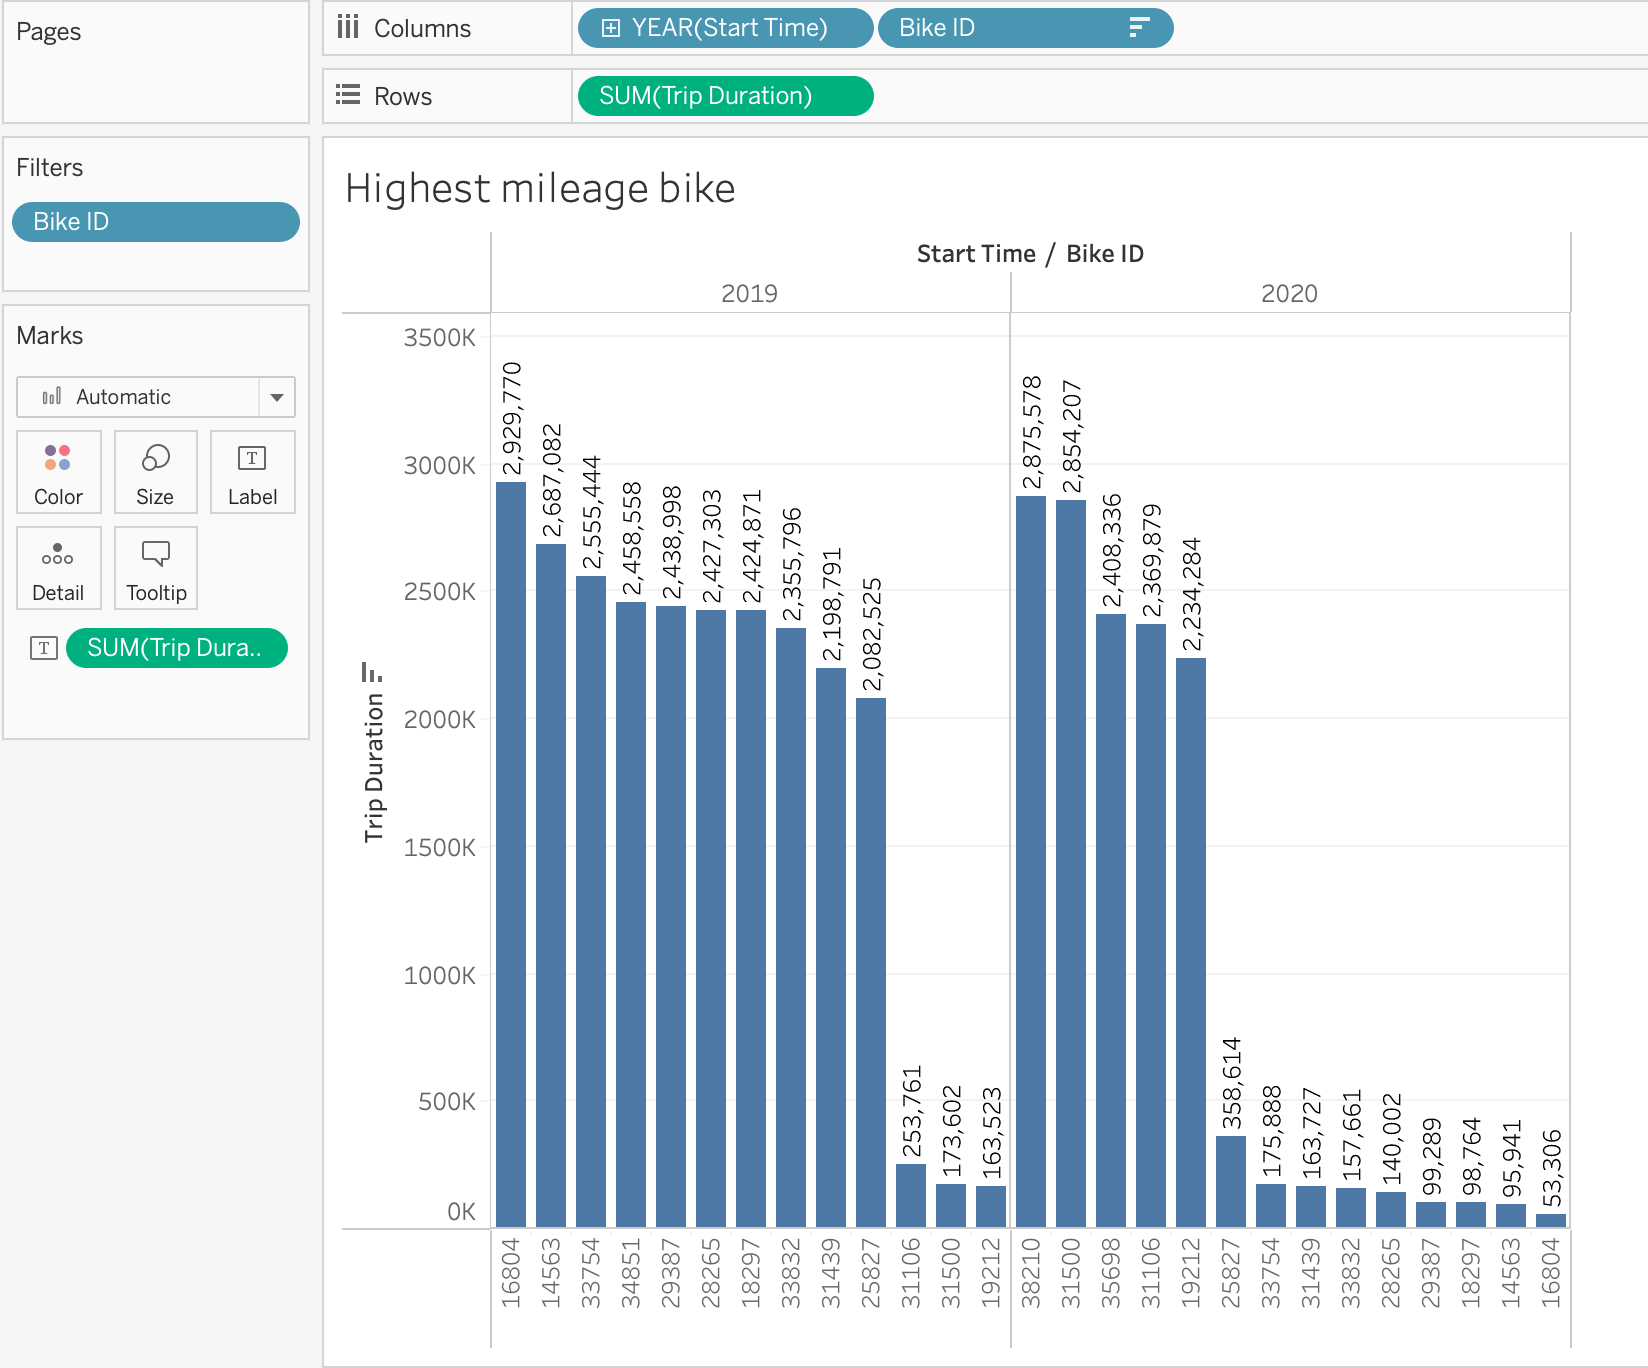 Pages
Columns
YEAR(Start Time)
Bike ID
Rows
SUM(Trip Duration)
Filters
Bike ID
Marks
Automatic
Color
Size
T
Label
Detail
Tooltip
T
SUM(Trip Dura..
Highest mileage bike
Start Time / Bike ID
2019
2020
Trip Duration
3500K
3000K
2500K
2000K
1500K
1000K
500K
0K
2,929,770
2,687,082
2,555,444
2,458,558
2,438,998
2,427,303
2,424,871
2,355,796
2,198,791
2,082,525
253,761
173,602
163,523
2,875,578
2,854,207
2,408,336
2,369,879
2,234,284
358,614
175,888
163,727
157,661
140,002
99,289
98,764
95,941
53,306
16804
14563
33754
34851
29387
28265
18297
33832
31439
25827
31106
31500
19212
38210
31500
35698
31106
19212
25827
33754
31439
33832
28265
29387
18297
14563
16804